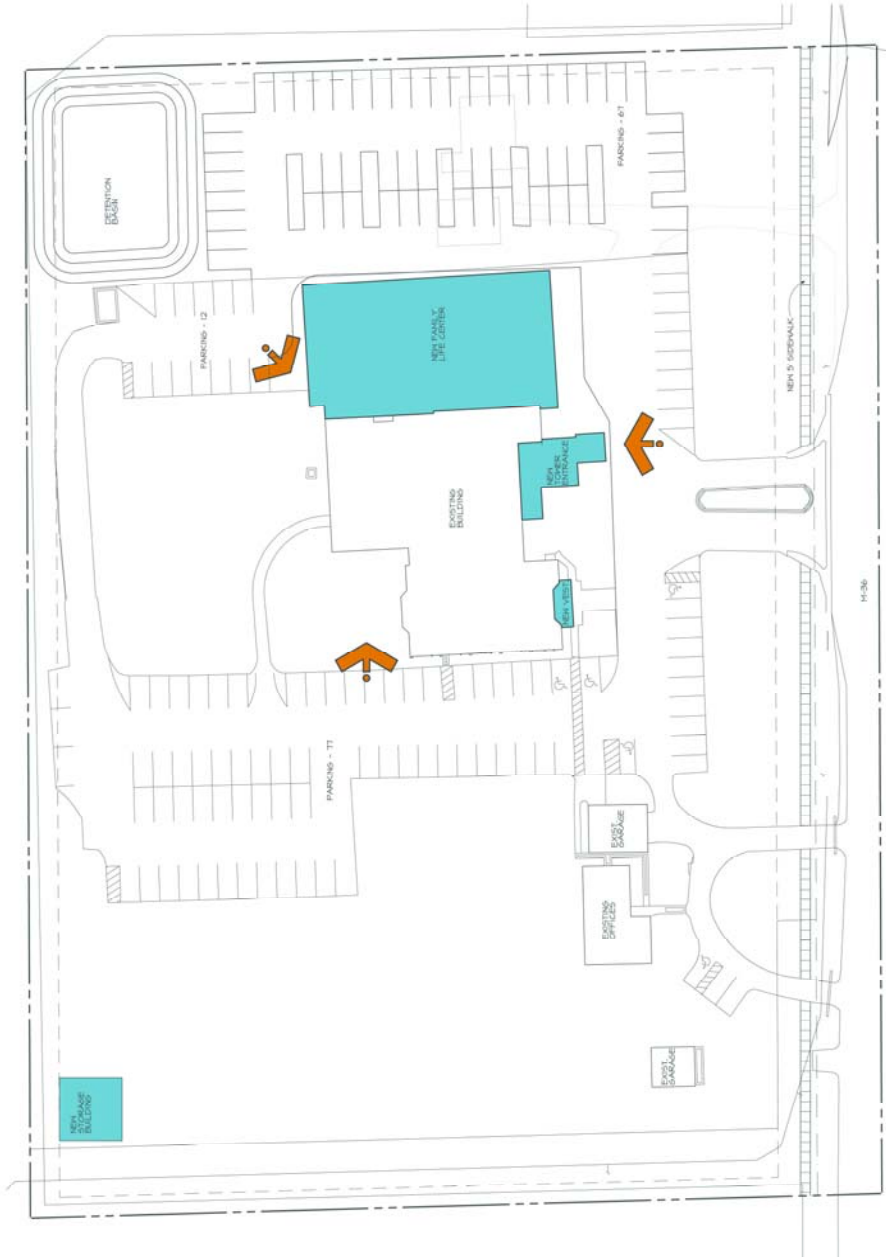 DETENTION
BASIN
PARKING - 67
PARKING - 12
NEW FAMILY
LIFE CENTER
NEW 5' SIDEWALK
NEW
TOWER
ENTRANCE
EXISTING
BUILDING
NEW VEST
M-36
PARKING - 77
EXIST.
GARAGE
EXISTING
OFFICES
EXIST.
GARAGE
NEW
STORAGE
BUILDING